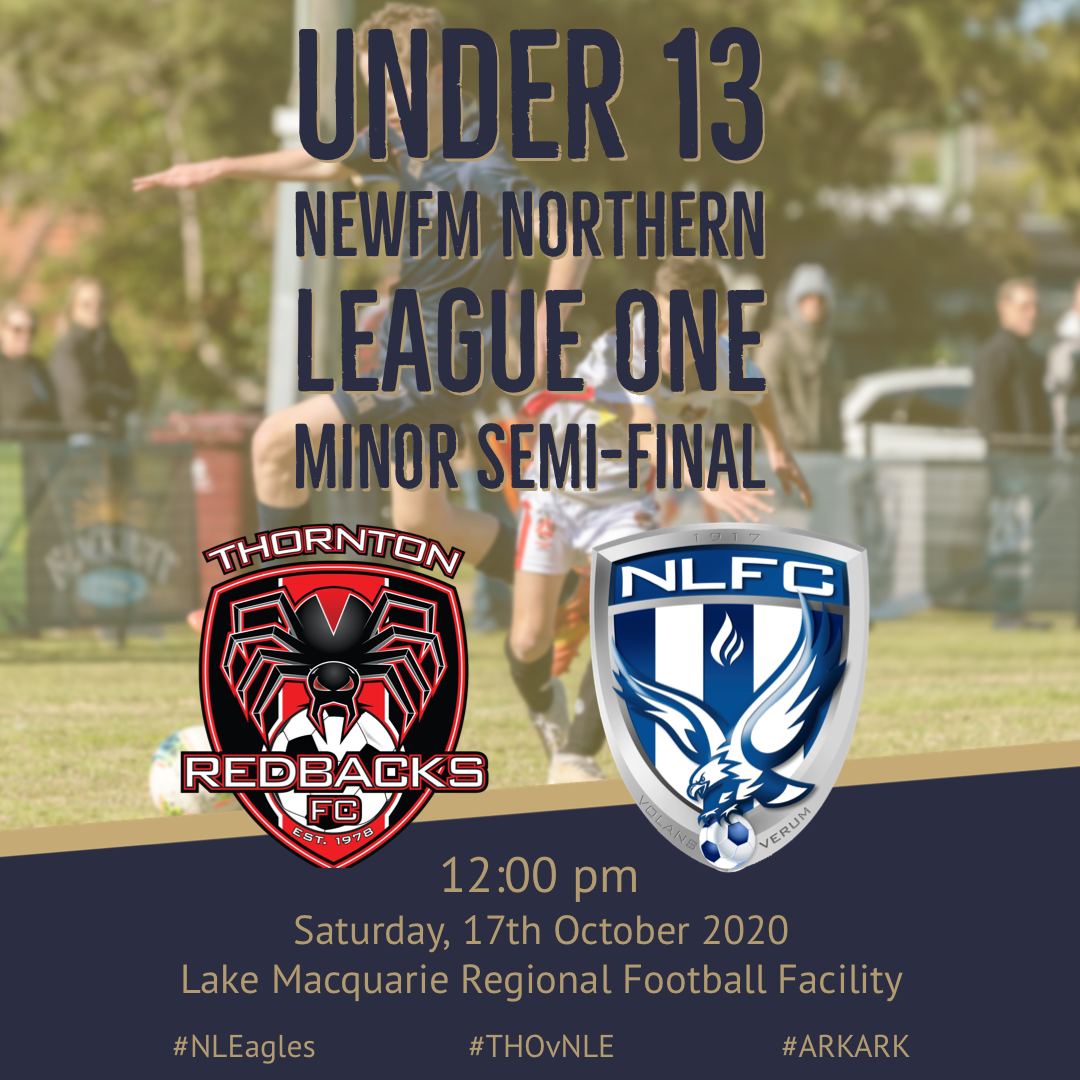 UNDER 13
NEWFM NORTHERN
LEAGUE ONE
MINOR SEMI-FINAL
THORNTON
REDBACKS
FC
EST. 1978
1917
NLFC
VOLANS VERUM
12:00 pm
Saturday, 17th October 2020
Lake Macquarie Regional Football Facility
#NLEagles #THOvNLE #ARKARK